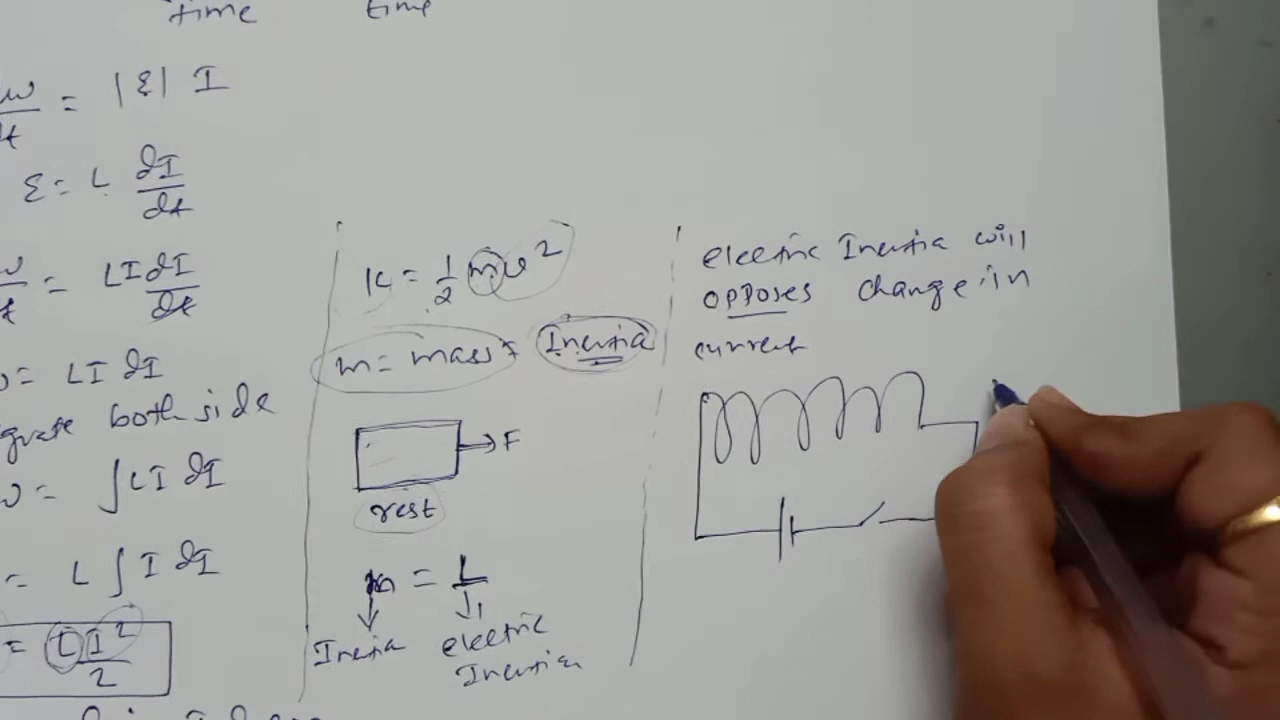 time time
= |ε| I
ε = L dI/dt
= LI dI/dt
= LI dI
both side
= ∫LI dI
= L ∫ I dI
= LI²/2
K = 1/2 mv²
m = mass = Inertia
F
rest
m = L
Inetia electric
Inertia
electric Inertia will
opposes change in
current